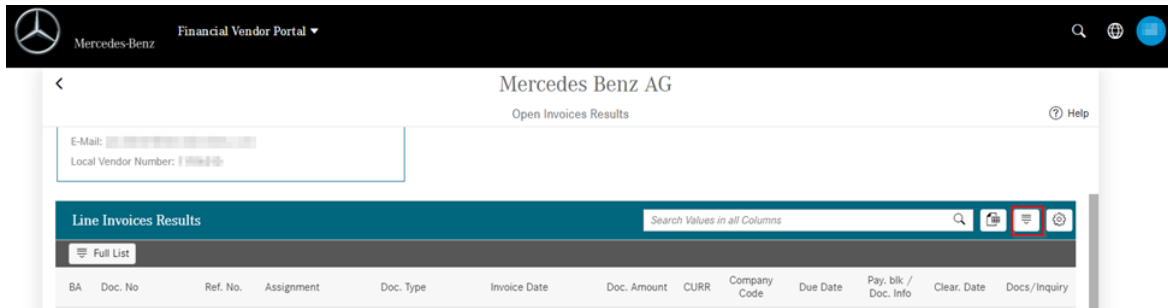 Mercedes-Benz
Financial Vendor Portal
Mercedes Benz AG
Open Invoices Results
Help
E-Mail:
Local Vendor Number:
Line Invoices Results
Search Values in all Columns
Full List
BA Doc. No Ref. No. Assignment Doc. Type Invoice Date Doc. Amount CURR Company Code Due Date Pay. blk / Doc. Info Clear. Date Docs/Inquiry